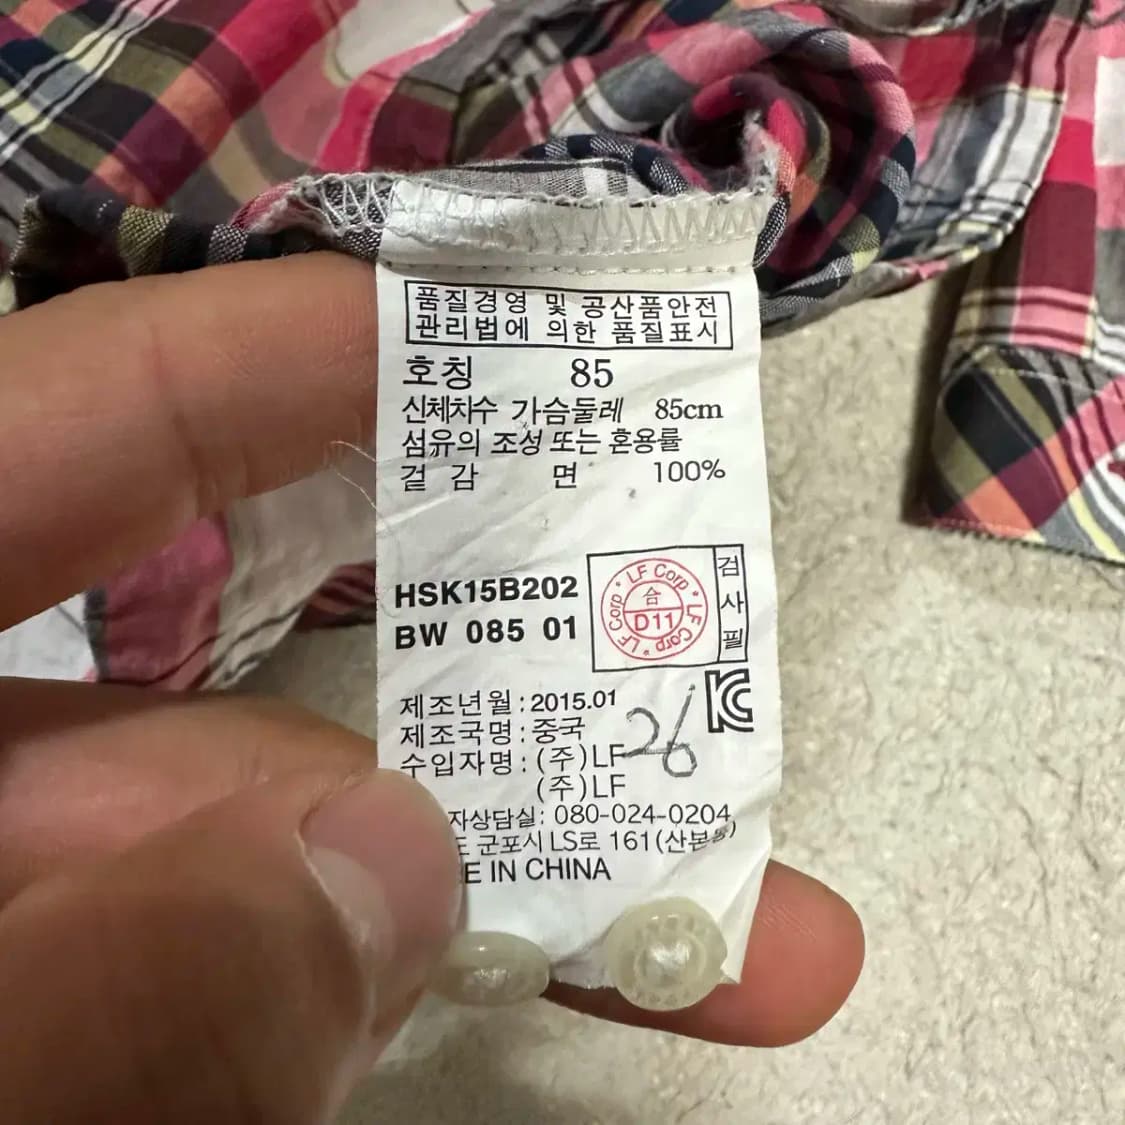 품질경영 및 공산품안전
관리법에 의한 품질표시
호칭 85
신체치수 가슴둘레 85cm
섬유의 조성 또는 혼용률
겉감 면 100%
HSK15B202
BW 085 01
LF Corp * LF Corp * LF Corp *
合
D11
검사필
제조년월 : 2015.01
제조국명 : 중국
26
KC
수입자명 : (주)LF
(주)LF
자상담실: 080-024-0204
군포시 LS로 161(산본동)
E IN CHINA